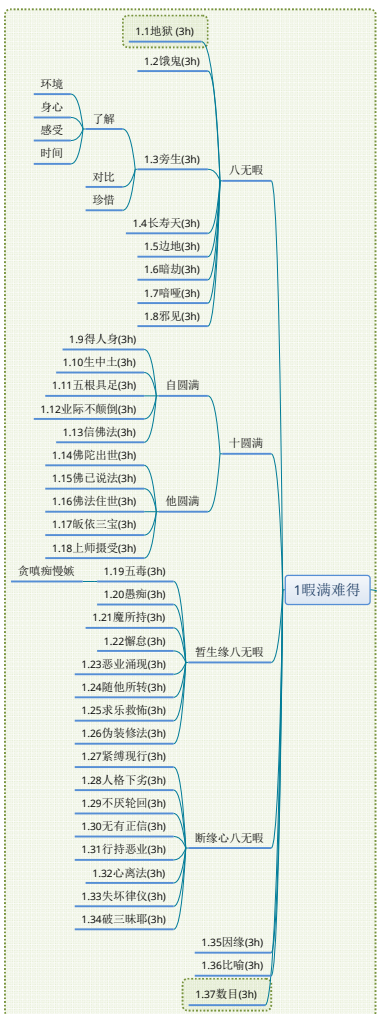 1.1地狱 (3h)
1.2饿鬼(3h)
环境
身心
感受
时间
了解
对比
珍惜
1.3旁生(3h)
1.4长寿天(3h)
1.5边地(3h)
1.6暗劫(3h)
1.7喑哑(3h)
1.8邪见(3h)
八无暇
1.9得人身(3h)
1.10生中土(3h)
1.11五根具足(3h)
1.12业际不颠倒(3h)
1.13信佛法(3h)
自圆满
1.14佛陀出世(3h)
1.15佛已说法(3h)
1.16佛法住世(3h)
1.17皈依三宝(3h)
1.18上师摄受(3h)
他圆满
十圆满
贪嗔痴慢嫉
1.19五毒(3h)
1.20愚痴(3h)
1.21魔所持(3h)
1.22懈怠(3h)
1.23恶业涌现(3h)
1.24随他所转(3h)
1.25求乐救怖(3h)
1.26伪装修法(3h)
暂生缘八无暇
1.27紧缚现行(3h)
1.28人格下劣(3h)
1.29不厌轮回(3h)
1.30无有正信(3h)
1.31行持恶业(3h)
1.32心离法(3h)
1.33失坏律仪(3h)
1.34破三昧耶(3h)
断缘心八无暇
1.35因缘(3h)
1.36比喻(3h)
1.37数目(3h)
1暇满难得